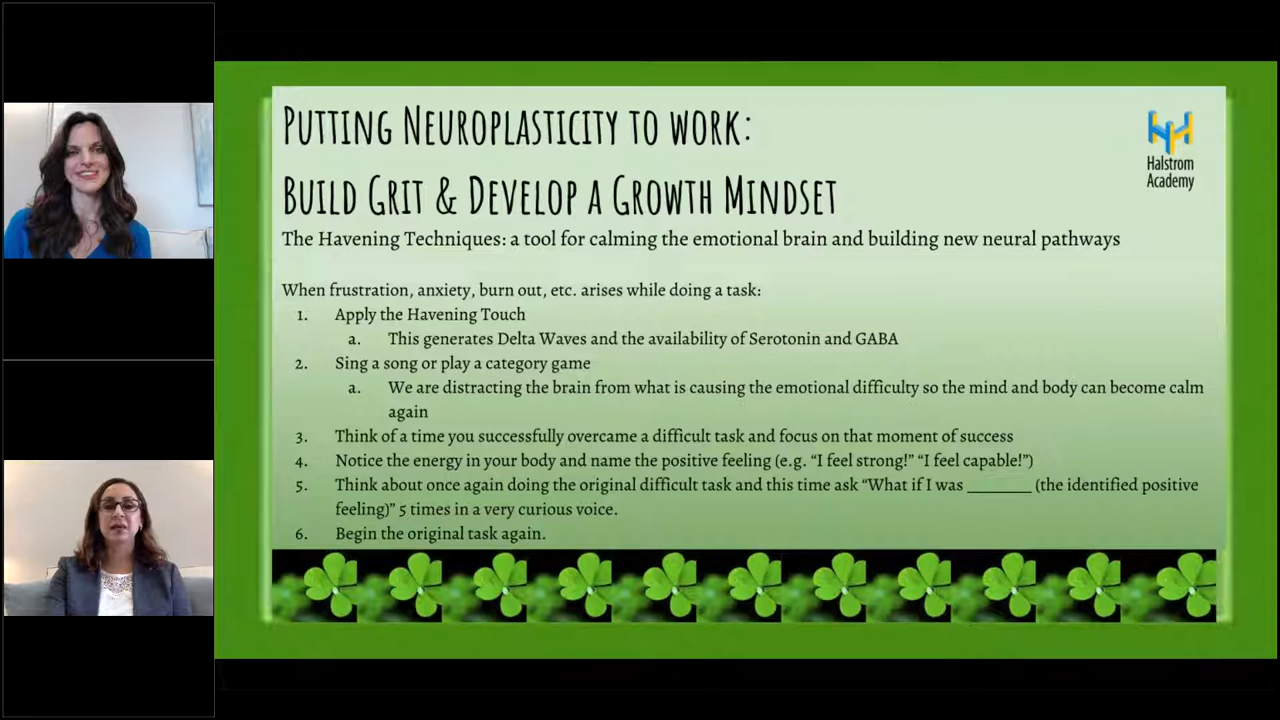 Putting Neuroplasticity to work:
Build Grit & Develop a Growth Mindset
Halstrom
Academy
The Havening Techniques: a tool for calming the emotional brain and building new neural pathways
When frustration, anxiety, burn out, etc. arises while doing a task:
1. Apply the Havening Touch
a. This generates Delta Waves and the availability of Serotonin and GABA
2. Sing a song or play a category game
a. We are distracting the brain from what is causing the emotional difficulty so the mind and body can become calm
again
3. Think of a time you successfully overcame a difficult task and focus on that moment of success
4. Notice the energy in your body and name the positive feeling (e.g. “I feel strong!” “I feel capable!”)
5. Think about once again doing the original difficult task and this time ask “What if I was ________ (the identified positive
feeling)” 5 times in a very curious voice.
6. Begin the original task again.